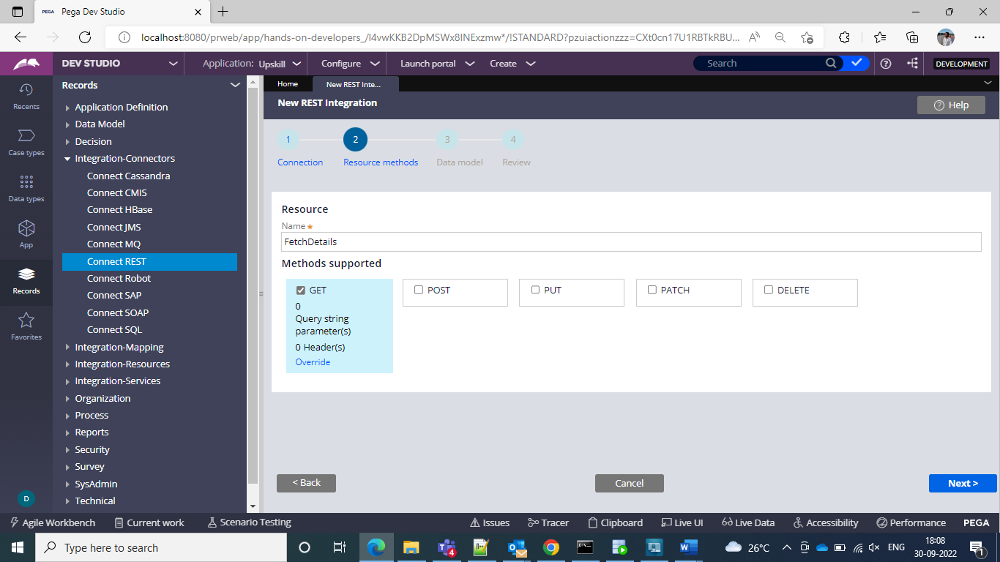 PEGA Pega Dev Studio
localhost:8080/prweb/app/hands-on-developers_/I4vwKKB2DpMSWx8INExzmw*/!STANDARD?pzuiactionzzz=CXt0cn17U1RBTkRBU...
DEV STUDIO Application: Upskill Configure Launch portal Create Search DEVELOPMENT
Recents
Case types
Data types
App
Records
Favorites
D
Records
Application Definition
Data Model
Decision
Integration-Connectors
Connect Cassandra
Connect CMIS
Connect HBase
Connect JMS
Connect MQ
Connect REST
Connect Robot
Connect SAP
Connect SOAP
Connect SQL
Integration-Mapping
Integration-Resources
Integration-Services
Organization
Process
Reports
Security
Survey
SysAdmin
Technical
Home New REST Inte...
New REST Integration Help
1 2 3 4
Connection Resource methods Data model Review
Resource
Name *
FetchDetails
Methods supported
GET POST PUT PATCH DELETE
0
Query string
parameter(s)
0 Header(s)
Override
< Back Cancel Next >
Agile Workbench Current work Scenario Testing Issues Tracer Clipboard Live UI Live Data Accessibility Performance PEGA
Type here to search 4 26°C ENG 18:08
30-09-2022 1